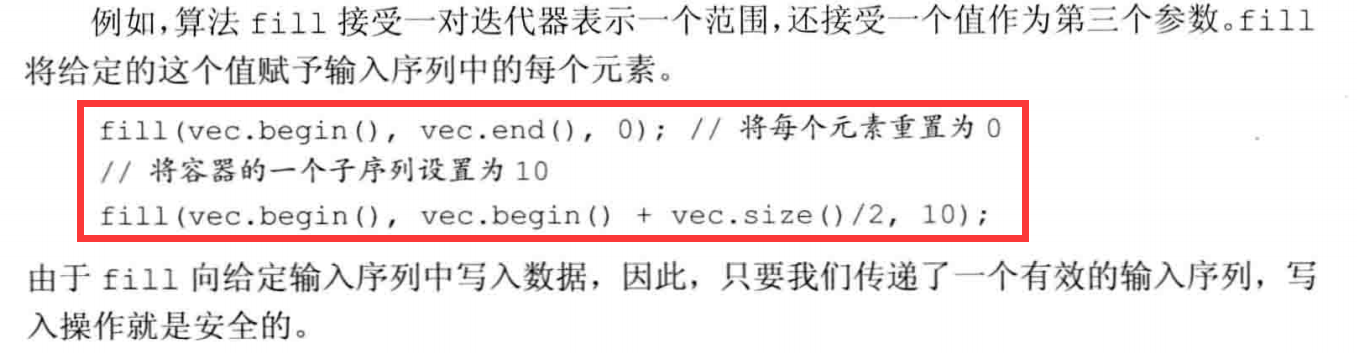 例如,算法 fill 接受一对迭代器表示一个范围,还接受一个值作为第三个参数。fill
将给定的这个值赋予输入序列中的每个元素。
fill(vec.begin(), vec.end(), 0); // 将每个元素重置为 0
// 将容器的一个子序列设置为 10
fill(vec.begin(), vec.begin() + vec.size()/2, 10);
由于 fill 向给定输入序列中写入数据，因此，只要我们传递了一个有效的输入序列，写
入操作就是安全的。